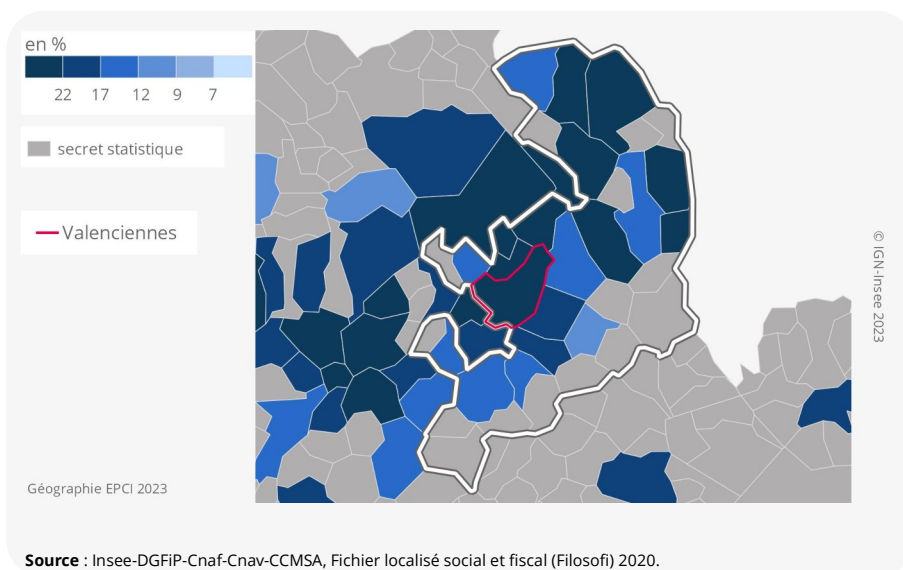 en %
22 17 12 9 7
secret statistique
Valenciennes
© IGN-Insee 2023
Géographie EPCI 2023
Source : Insee-DGFiP-Cnaf-Cnav-CCMSA, Fichier localisé social et fiscal (Filosofi) 2020.